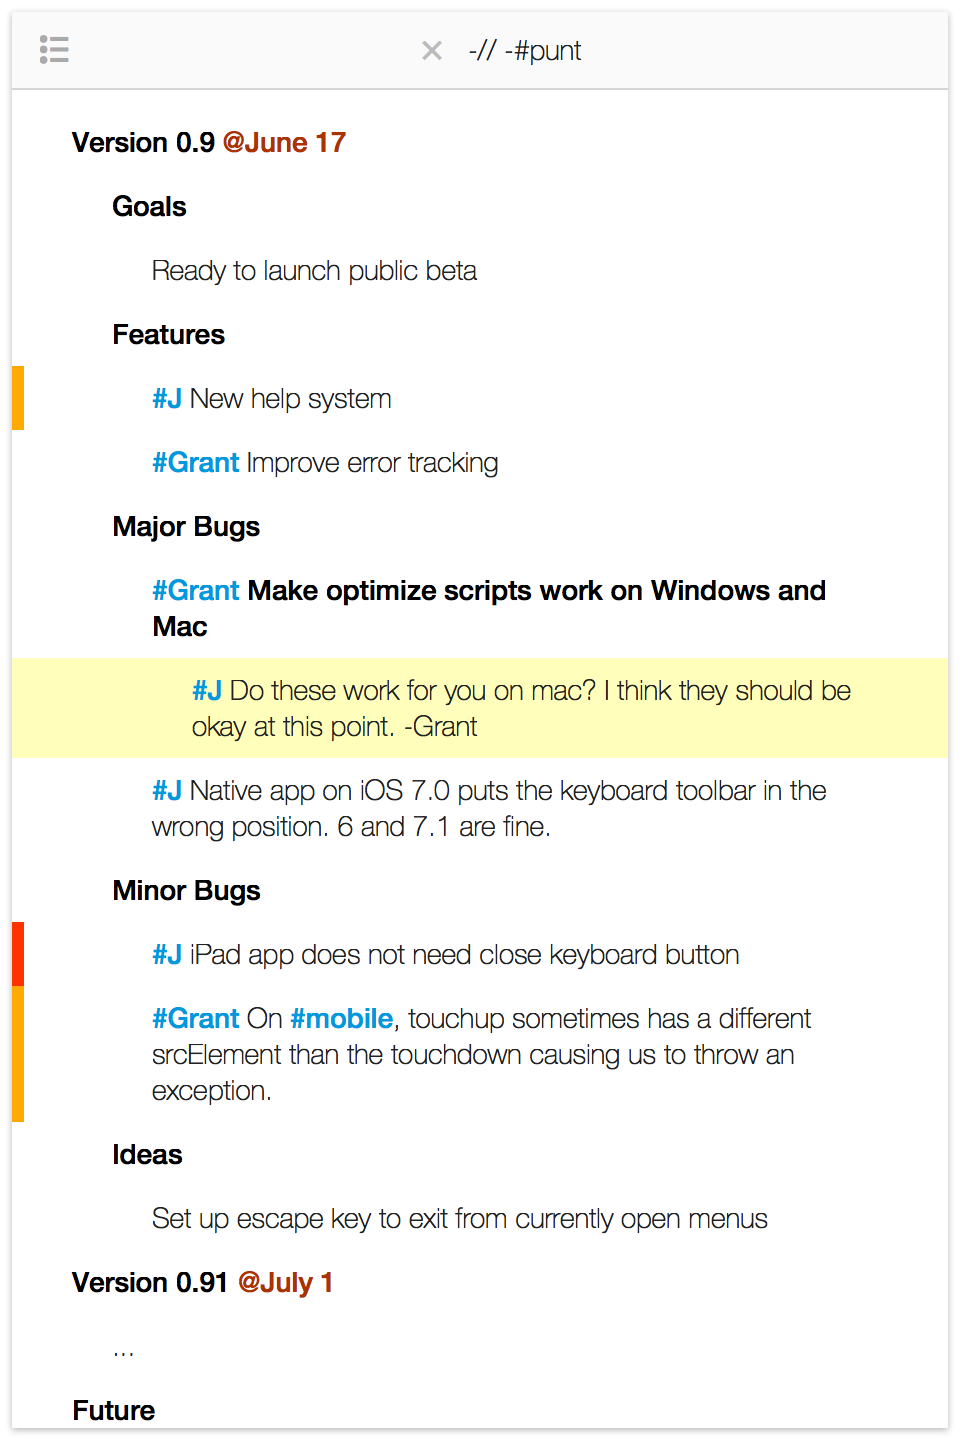 -// -#punt
Version 0.9 @June 17
Goals
Ready to launch public beta
Features
#J New help system
#Grant Improve error tracking
Major Bugs
#Grant Make optimize scripts work on Windows and
Mac
#J Do these work for you on mac? I think they should be
okay at this point. -Grant
#J Native app on iOS 7.0 puts the keyboard toolbar in the
wrong position. 6 and 7.1 are fine.
Minor Bugs
#J iPad app does not need close keyboard button
#Grant On #mobile, touchup sometimes has a different
srcElement than the touchdown causing us to throw an
exception.
Ideas
Set up escape key to exit from currently open menus
Version 0.91 @July 1
...
Future